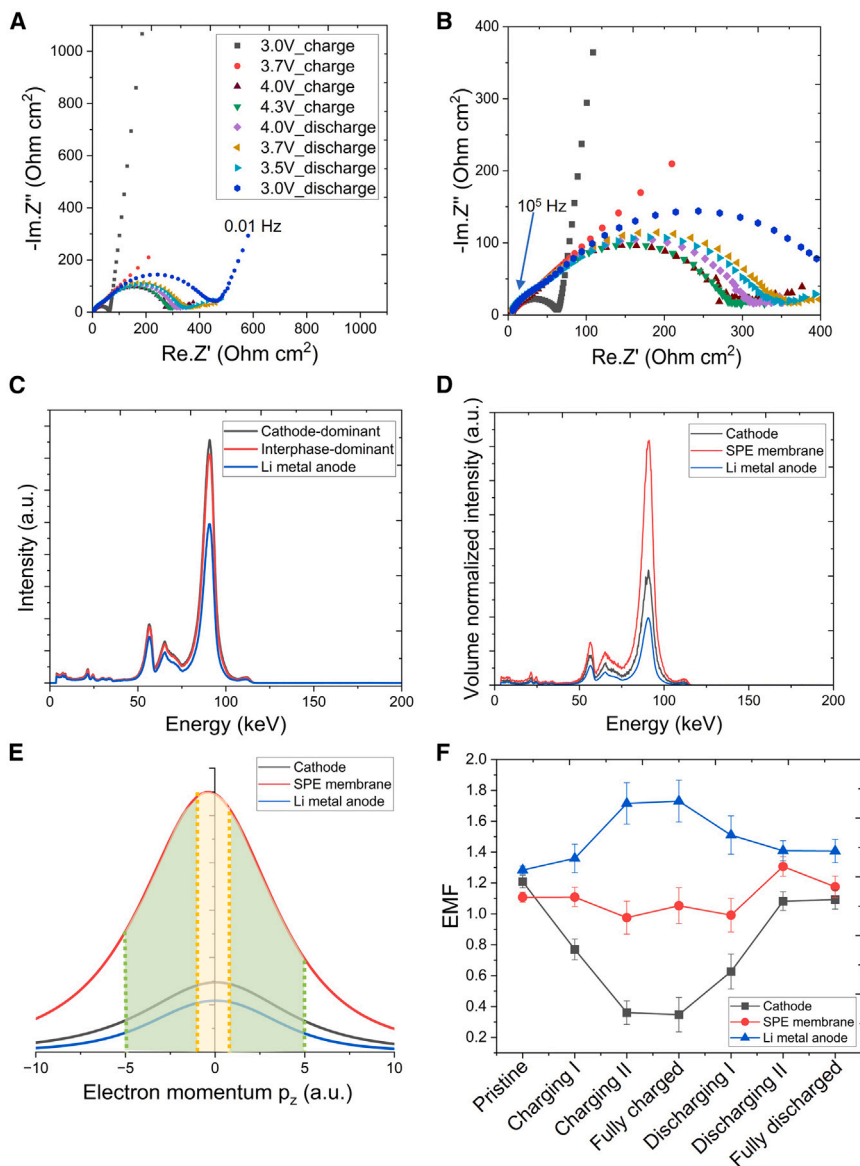 A
1000
800
600
400
200
0
0 200 400 600 800 1000
-Im.Z″ (Ohm cm²)
Re.Z′ (Ohm cm²)
3.0V_charge
3.7V_charge
4.0V_charge
4.3V_charge
4.0V_discharge
3.7V_discharge
3.5V_discharge
3.0V_discharge
0.01 Hz
B
400
300
200
100
0
0 100 200 300 400
-Im.Z″ (Ohm cm²)
Re.Z′ (Ohm cm²)
10⁵ Hz
C
Intensity (a.u.)
Cathode-dominant
Interphase-dominant
Li metal anode
0 50 100 150 200
Energy (keV)
D
Volume normalized intensity (a.u.)
Cathode
SPE membrane
Li metal anode
0 50 100 150 200
Energy (keV)
E
Cathode
SPE membrane
Li metal anode
−10 −5 0 5 10
Electron momentum p_z (a.u.)
F
2.0
1.8
1.6
1.4
1.2
1.0
0.8
0.6
0.4
0.2
EMF
Cathode
SPE membrane
Li metal anode
Pristine
Charging I
Charging II
Fully charged
Discharging I
Discharging II
Fully discharged